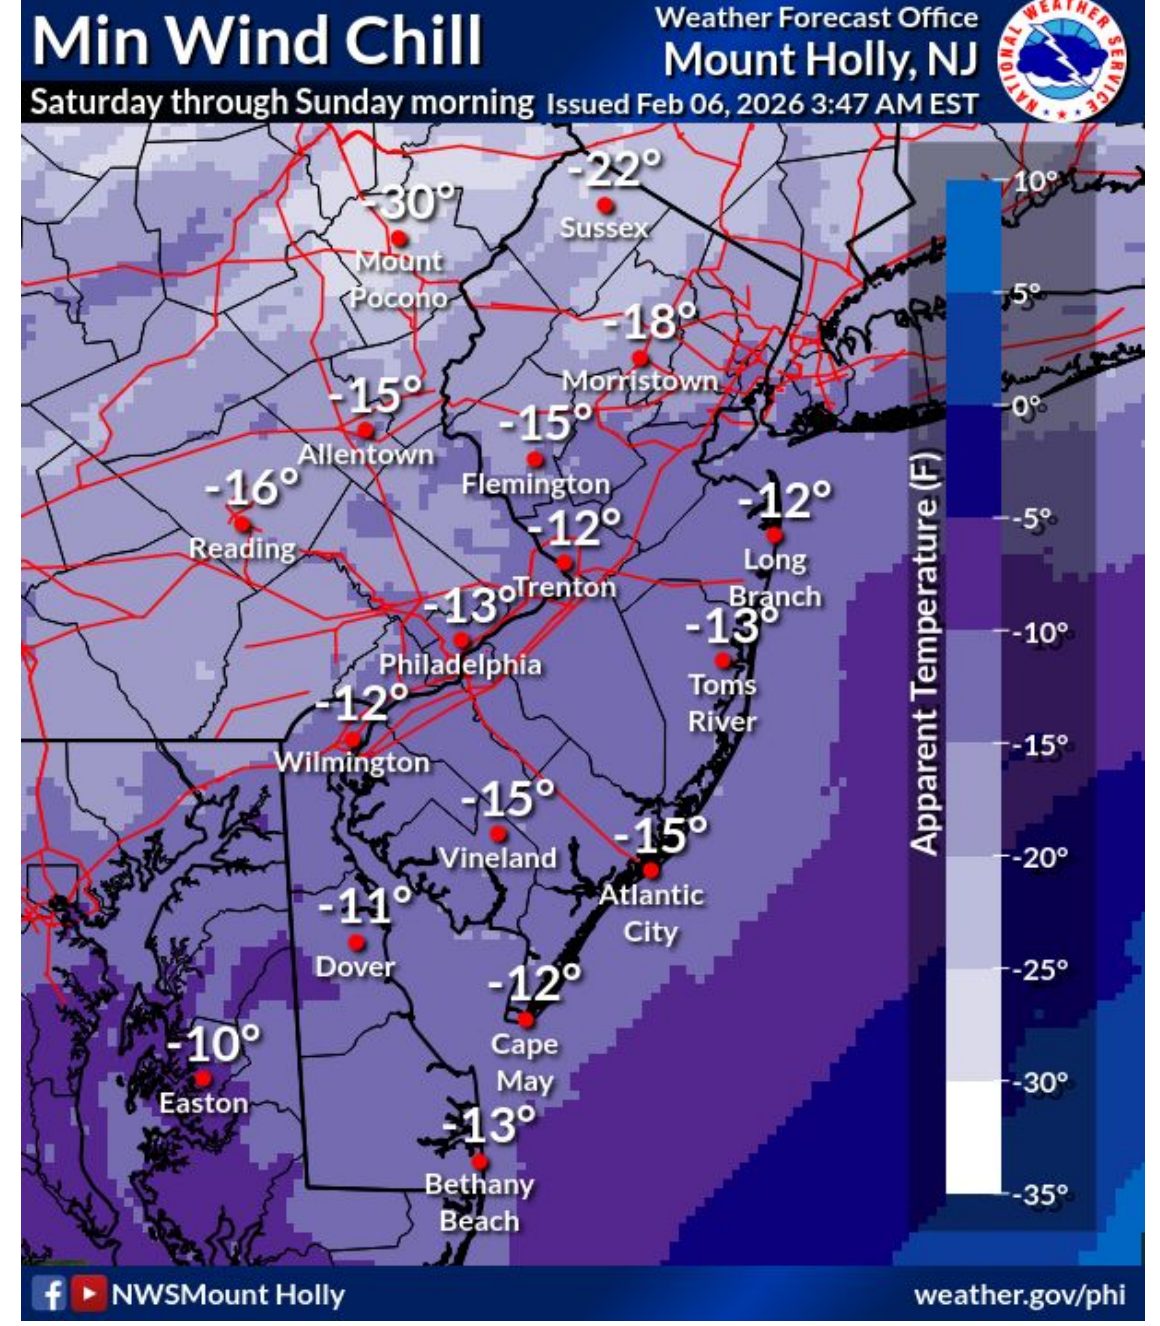 Min Wind Chill
Weather Forecast Office
Mount Holly, NJ
Saturday through Sunday morning
Issued Feb 06, 2026 3:47 AM EST
NATIONAL WEATHER SERVICE
-22°
Sussex
-30°
Mount
Pocono
-18°
Morristown
-15°
Allentown
-15°
Flemington
-16°
Reading
-12°
Long
Branch
-12°
Trenton
-13°
Philadelphia
-13°
Toms
River
-12°
Wilmington
-15°
Vineland
-15°
Atlantic
City
-11°
Dover
-12°
Cape
May
-10°
Easton
-13°
Bethany
Beach
Apparent Temperature (F)
10°
5°
0°
-5°
-10°
-15°
-20°
-25°
-30°
-35°
NWSMount Holly
weather.gov/phi